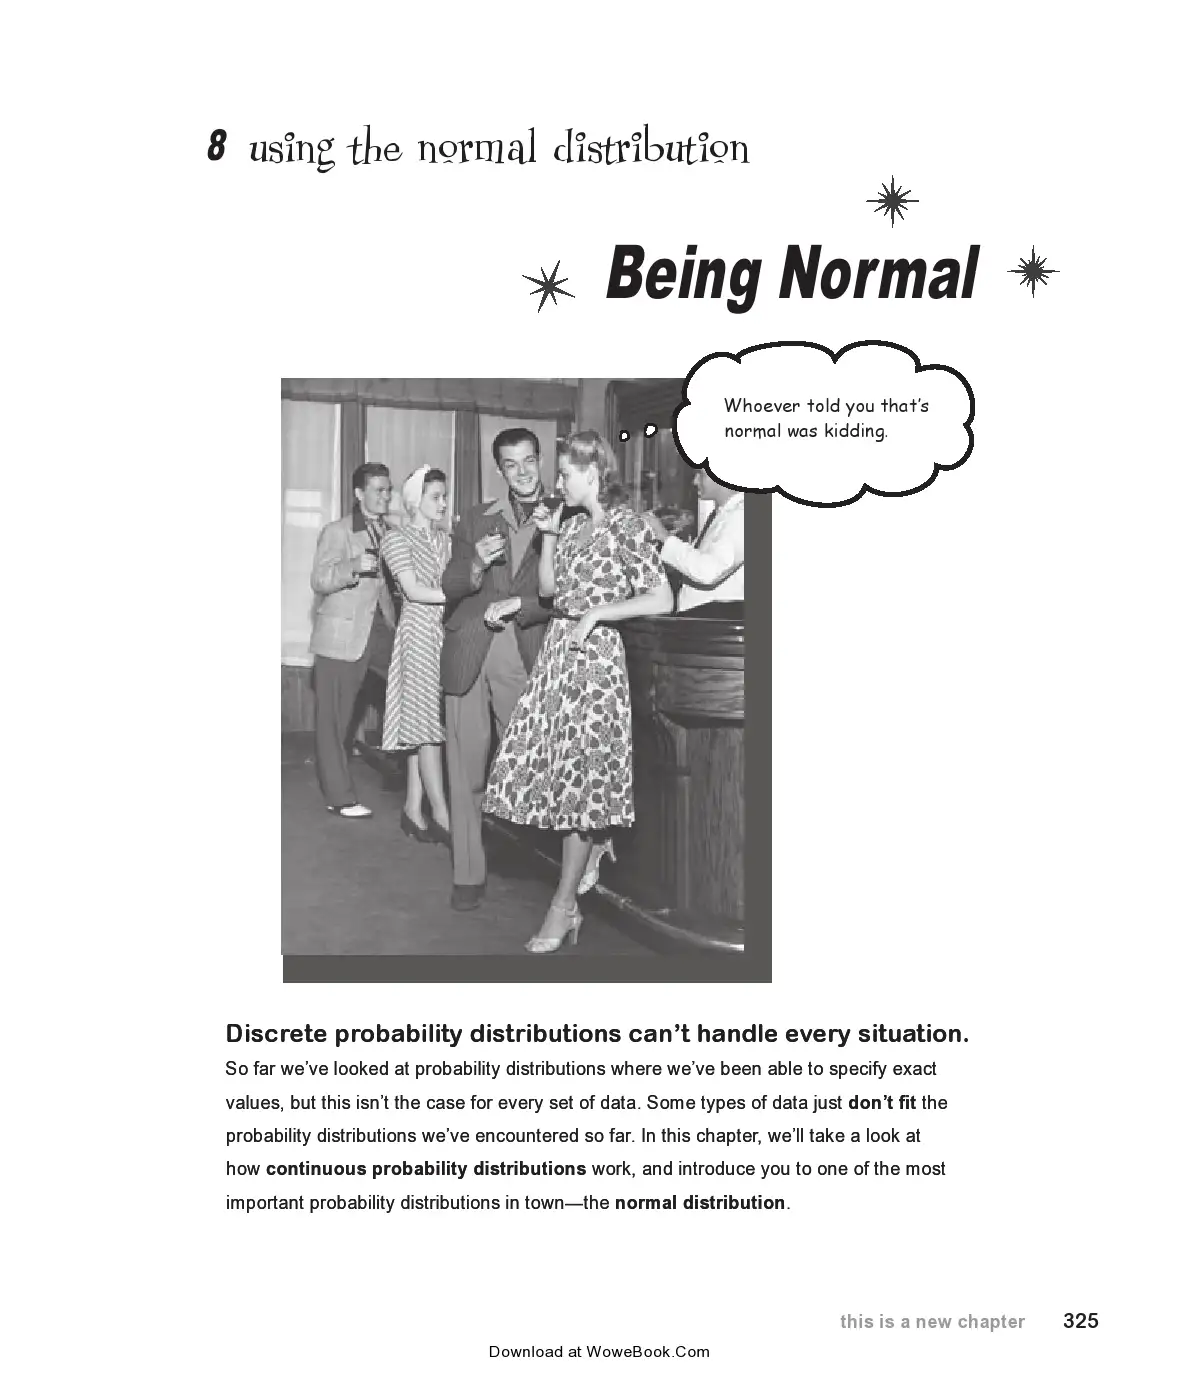 8 using the normal distribution
Being Normal
Whoever told you that's
normal was kidding.
Discrete probability distributions can't handle every situation.
So far we've looked at probability distributions where we've been able to specify exact
values, but this isn't the case for every set of data. Some types of data just don't fit the
probability distributions we've encountered so far. In this chapter, we'll take a look at
how continuous probability distributions work, and introduce you to one of the most
important probability distributions in town—the normal distribution.
this is a new chapter 325
Download at WoweBook.Com